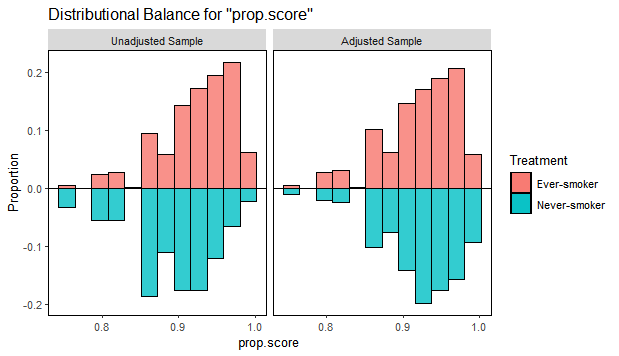 Distributional Balance for "prop.score"
Unadjusted Sample
Adjusted Sample
0.2
0.1
0.0
-0.1
-0.2
Proportion
0.8
0.9
1.0
0.8
0.9
1.0
prop.score
Treatment
Ever-smoker
Never-smoker